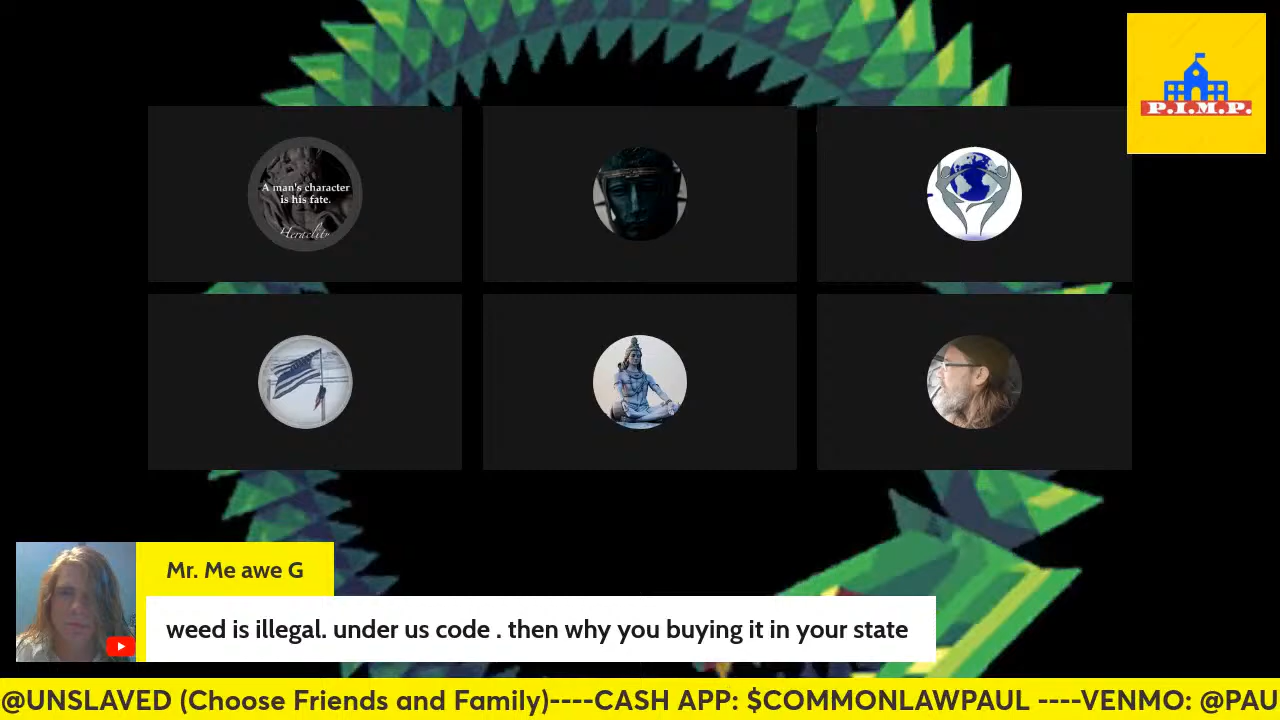 P.I.M.P.
A man's character
is his fate.
Mr. Me awe G
weed is illegal. under us code . then why you buying it in your state
@UNSLAVED (Choose Friends and Family)----CASH APP: $COMMONLAWPAUL ----VENMO: @PAU